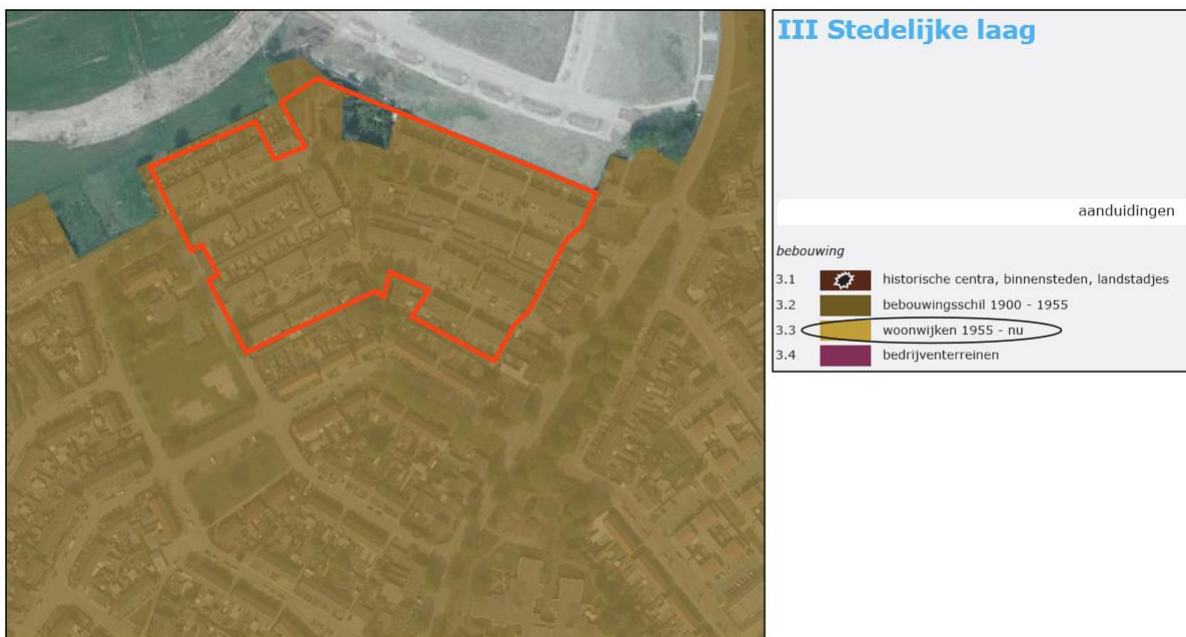 III Stedelijke laag
aanduidingen
bebouwing
3.1 historische centra, binnensteden, landstadjes
3.2 bebouwingsschil 1900 - 1955
3.3 woonwijken 1955 - nu
3.4 bedrijventerreinen